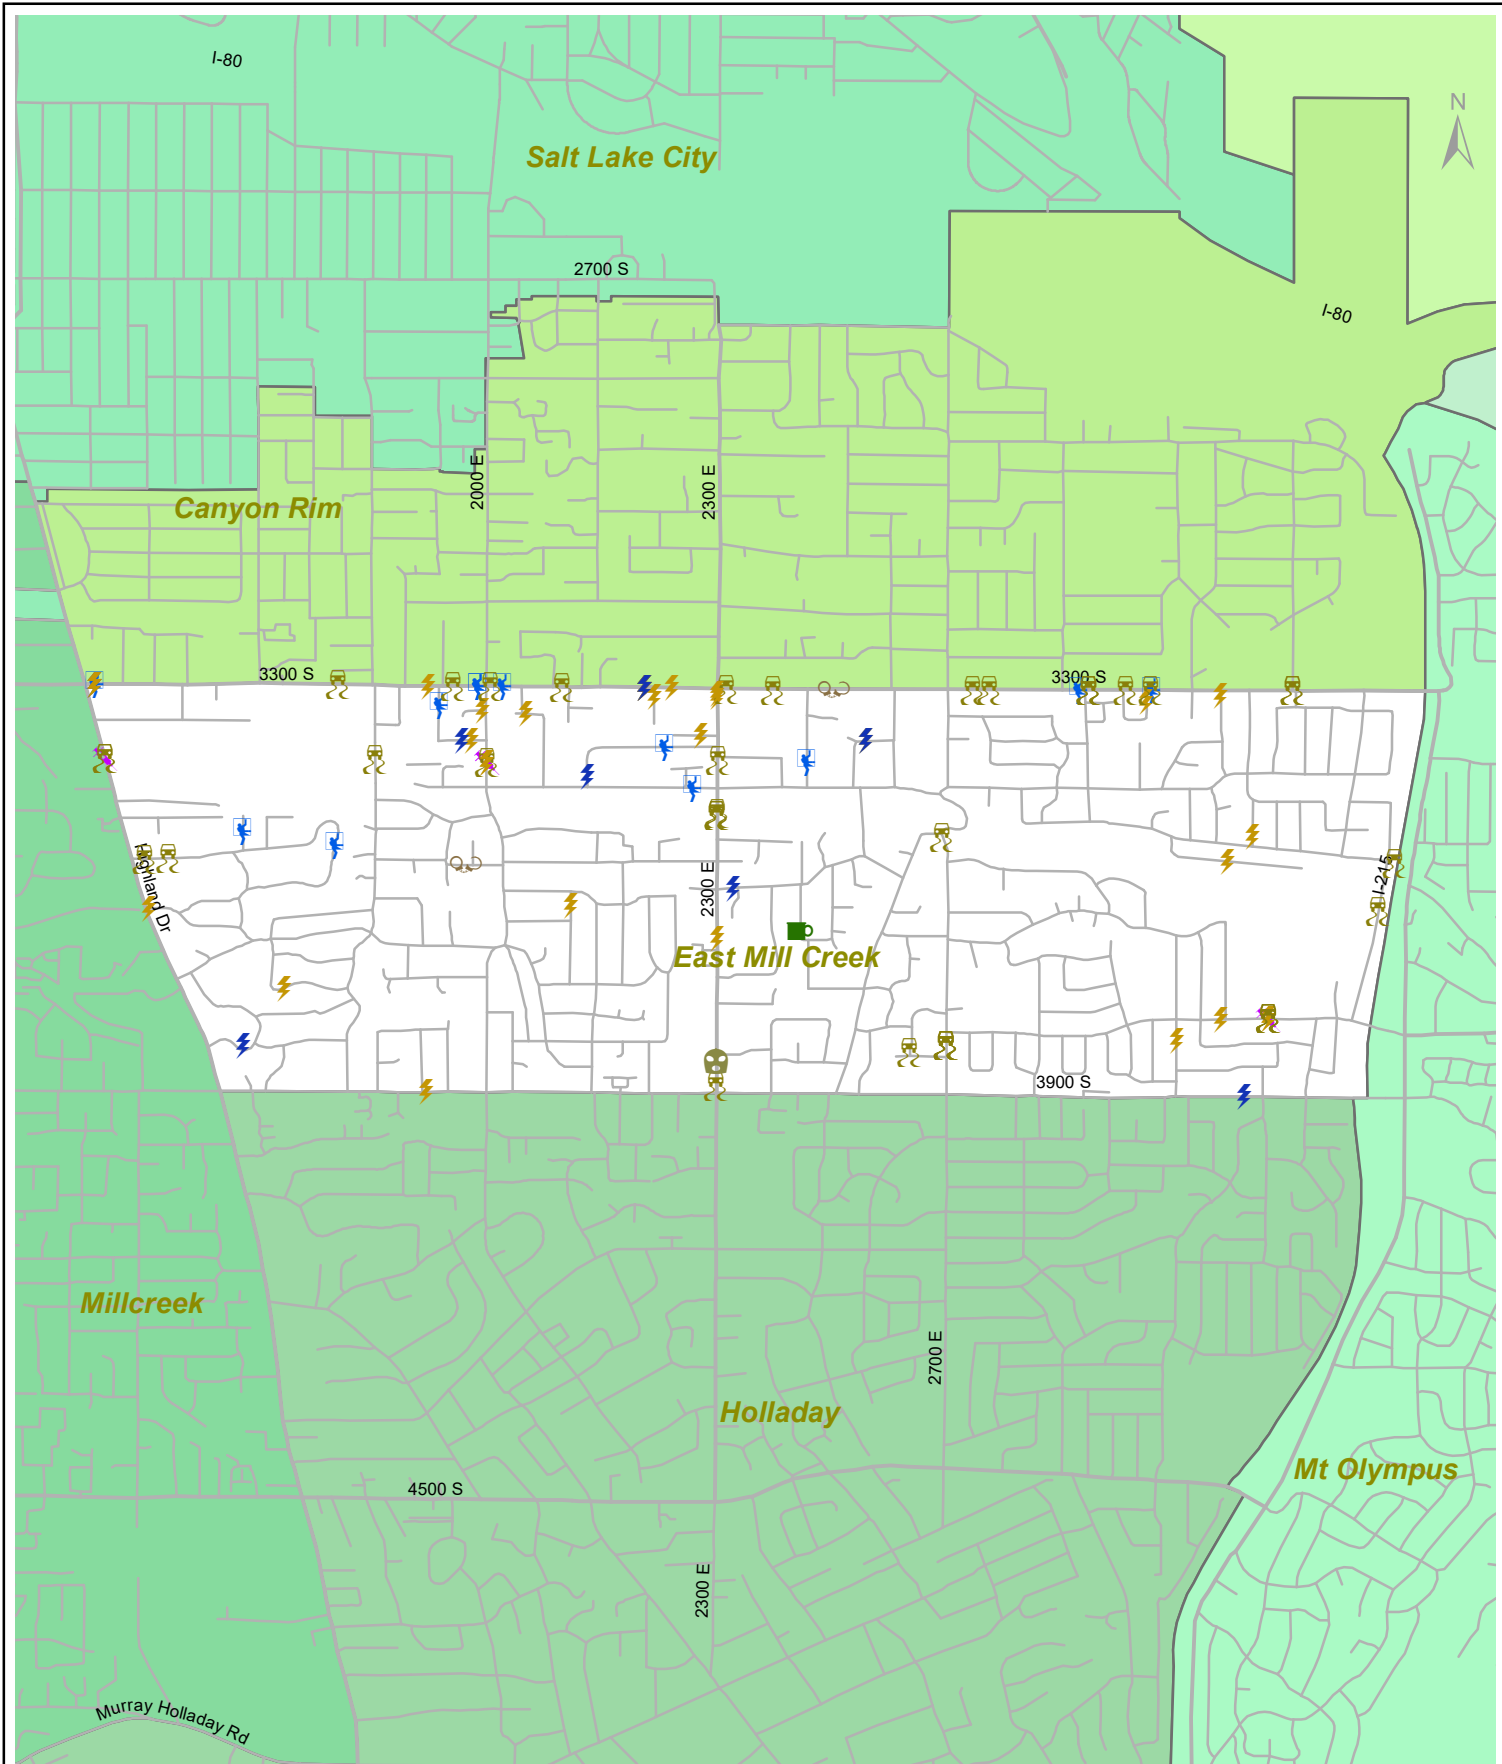 I-80
N
Salt Lake City
2700 S
I-80
2000 E
2300 E
Canyon Rim
3300 S
3300 S
Highland Dr
2300 E
I-215
East Mill Creek
3900 S
Millcreek
2700 E
Holladay
Mt Olympus
4500 S
2300 E
Murray Holladay Rd